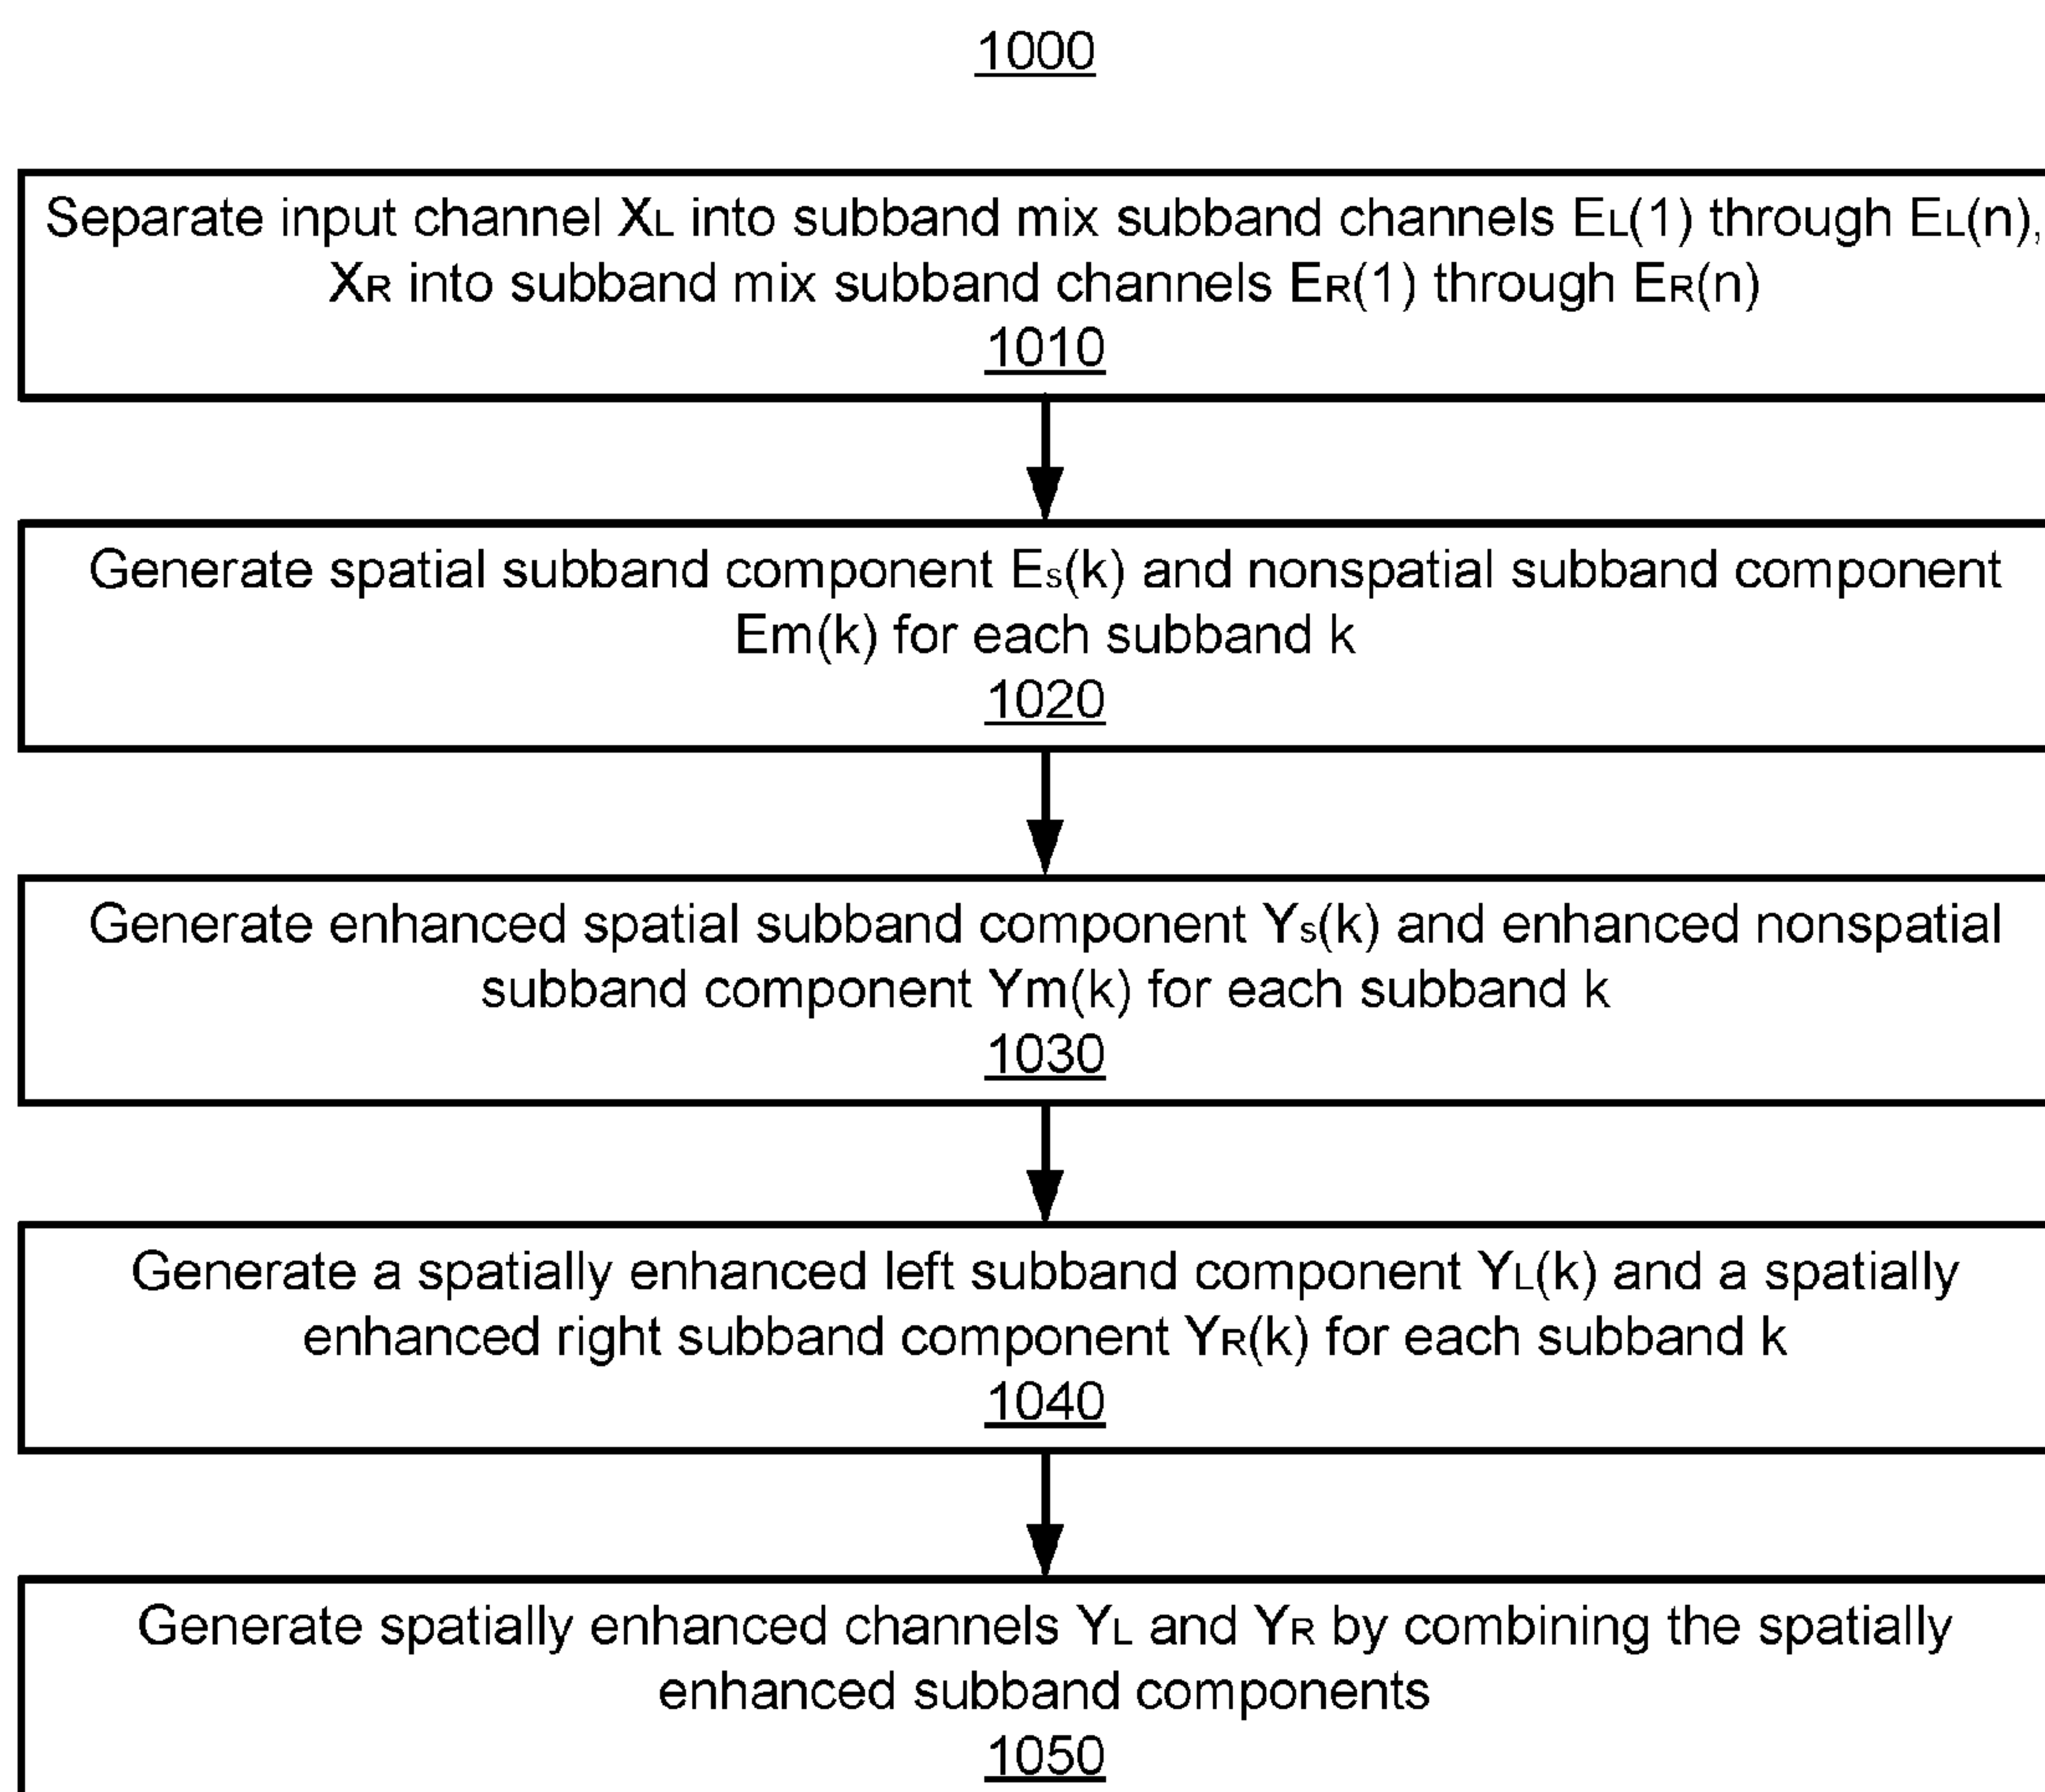 1000
Separate input channel XL into subband mix subband channels EL(1) through EL(n),
XR into subband mix subband channels ER(1) through ER(n)
1010
Generate spatial subband component Es(k) and nonspatial subband component
Em(k) for each subband k
1020
Generate enhanced spatial subband component Ys(k) and enhanced nonspatial
subband component Ym(k) for each subband k
1030
Generate a spatially enhanced left subband component YL(k) and a spatially
enhanced right subband component YR(k) for each subband k
1040
Generate spatially enhanced channels YL and YR by combining the spatially
enhanced subband components
1050